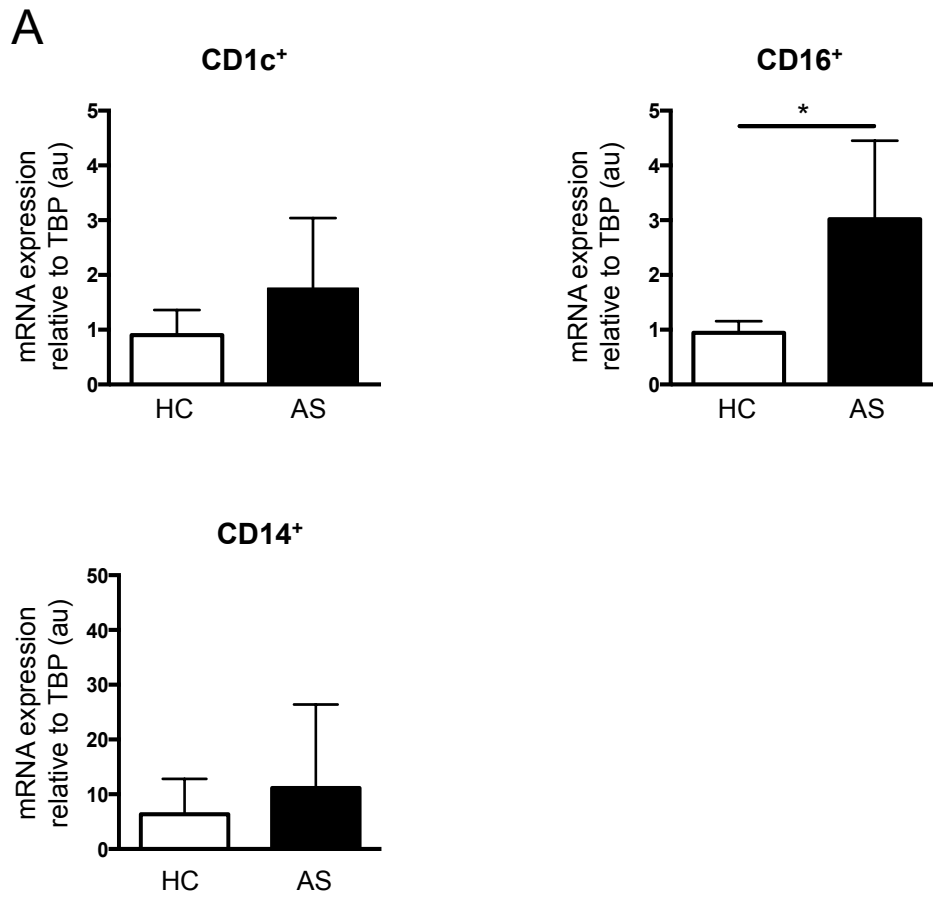 A
CD1c⁺
mRNA expression
relative to TBP (au)
5
4
3
2
1
0
HC AS
CD16⁺
mRNA expression
relative to TBP (au)
5
4
3
2
1
0
*
HC AS
CD14⁺
mRNA expression
relative to TBP (au)
50
40
30
20
10
0
HC AS